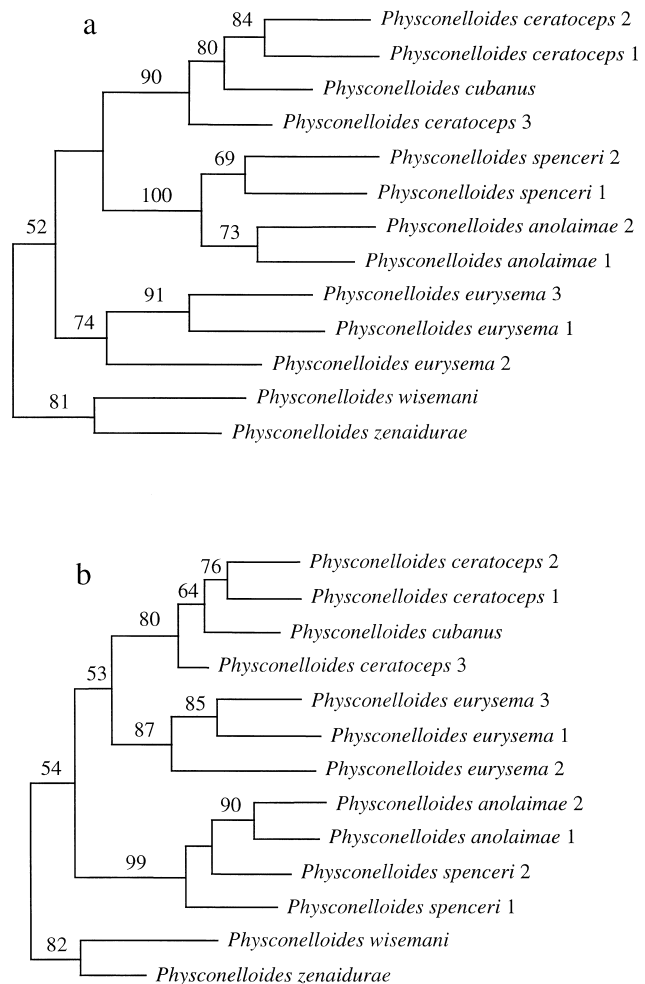 a
84
Physconelloides ceratoceps 2
80
Physconelloides ceratoceps 1
90
Physconelloides cubanus
Physconelloides ceratoceps 3
69
Physconelloides spenceri 2
100
Physconelloides spenceri 1
73
Physconelloides anolaimae 2
52
Physconelloides anolaimae 1
91
Physconelloides eurysema 3
74
Physconelloides eurysema 1
Physconelloides eurysema 2
81
Physconelloides wisemani
Physconelloides zenaidurae
b
76
Physconelloides ceratoceps 2
64
Physconelloides ceratoceps 1
80
Physconelloides cubanus
Physconelloides ceratoceps 3
53
85
Physconelloides eurysema 3
87
Physconelloides eurysema 1
54
Physconelloides eurysema 2
90
Physconelloides anolaimae 2
Physconelloides anolaimae 1
99
Physconelloides spenceri 2
Physconelloides spenceri 1
82
Physconelloides wisemani
Physconelloides zenaidurae